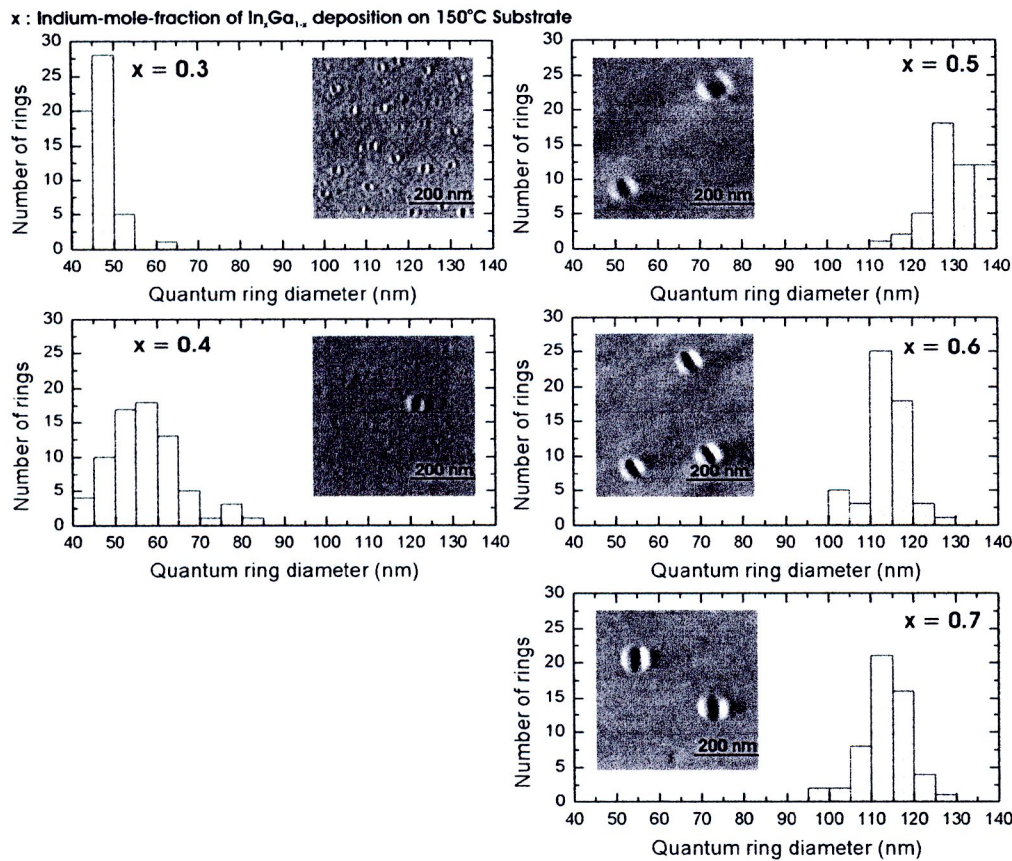 x : Indium-mole-fraction of InₓGa₁₋ₓ deposition on 150°C Substrate
30
25
20
15
10
5
0
Number of rings
x = 0.3
200 nm
40 50 60 70 80 90 100 110 120 130 140
Quantum ring diameter (nm)
30
25
20
15
10
5
0
Number of rings
x = 0.5
200 nm
40 50 60 70 80 90 100 110 120 130 140
Quantum ring diameter (nm)
30
25
20
15
10
5
0
Number of rings
x = 0.4
200 nm
40 50 60 70 80 90 100 110 120 130 140
Quantum ring diameter (nm)
30
25
20
15
10
5
0
Number of rings
x = 0.6
200 nm
40 50 60 70 80 90 100 110 120 130 140
Quantum ring diameter (nm)
30
25
20
15
10
5
0
Number of rings
x = 0.7
200 nm
40 50 60 70 80 90 100 110 120 130 140
Quantum ring diameter (nm)